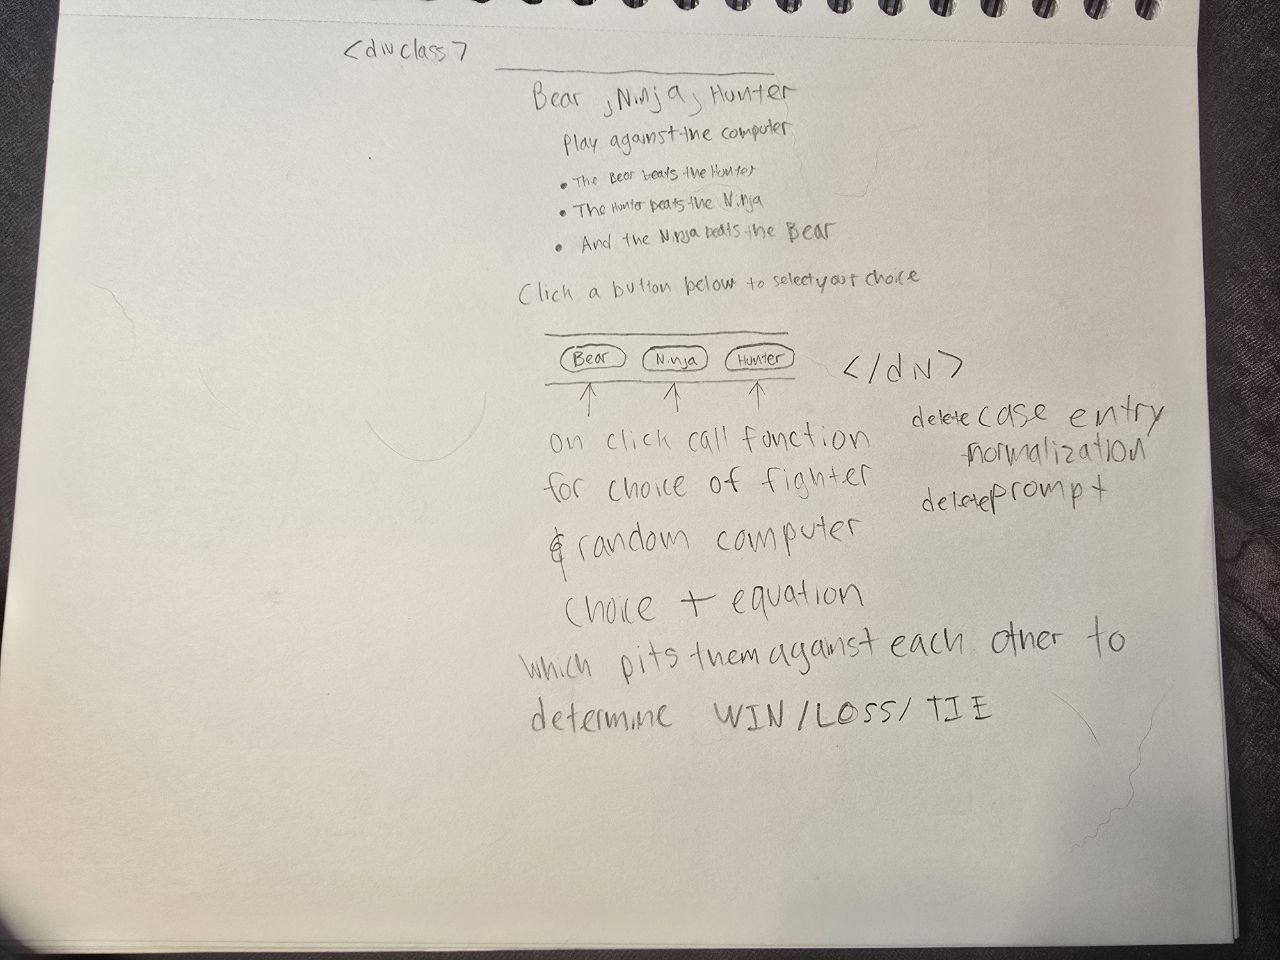 <div class>
Bear, Ninja, Hunter
Play against the computer
• The Bear beats the Hunter
• The Hunter beats the Ninja
• And the Ninja beats the Bear
Click a button below to select your choice
Bear Ninja Hunter
</div>
on click call function
for choice of fighter
& random computer
choice + equation
which pits them against each other to
determine WIN/LOSS/TIE
delete case entry
normalization
delete prompt